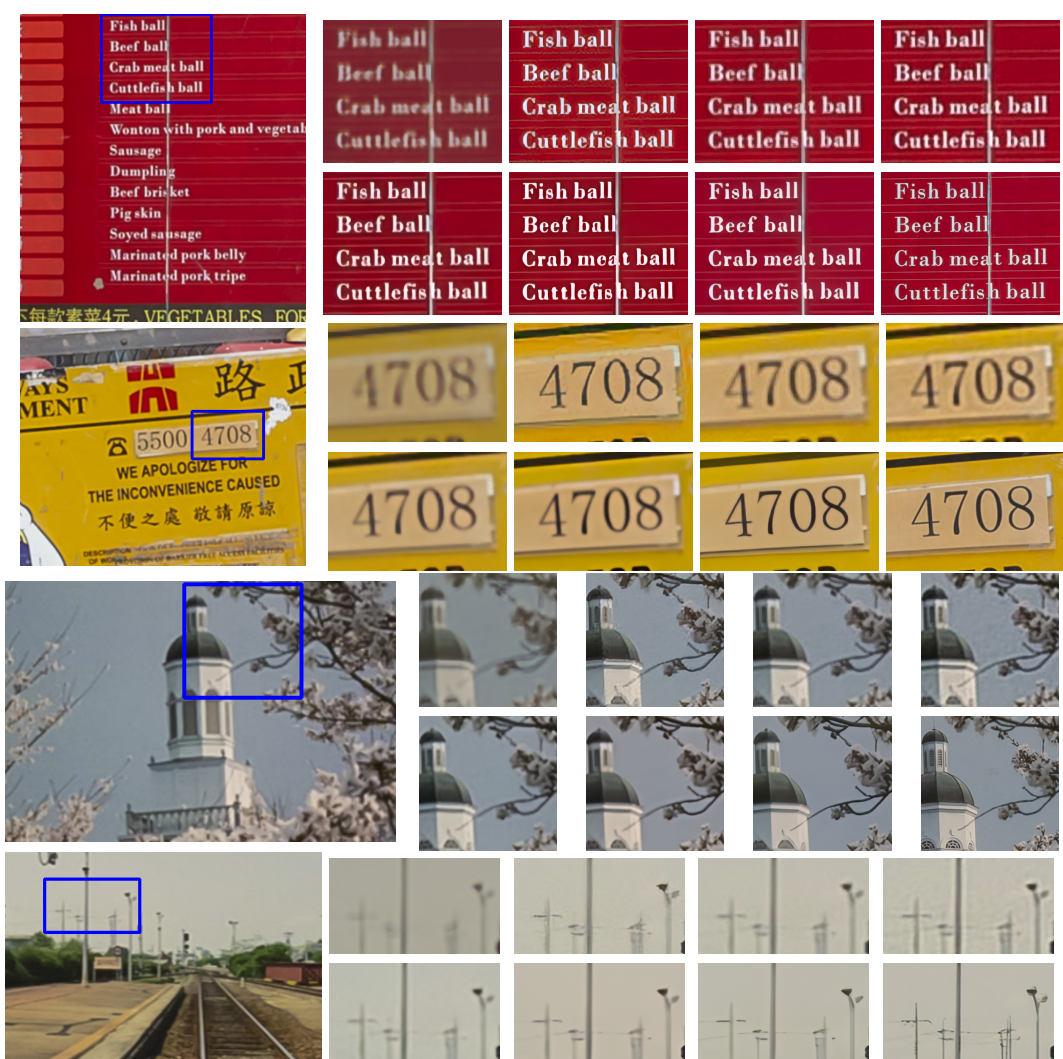 Fish ball
Beef ball
Crab meat ball
Cuttlefish ball
Meat ball
Wonton with pork and vegetab
Sausage
Dumpling
Beef brisket
Pig skin
Soyed sausage
Marinated pork belly
Marinated pork tripe
不每款素菜4元, VEGETABLES FOR
Fish ball
Beef ball
Crab meat ball
Cuttlefish ball
Fish ball
Beef ball
Crab meat ball
Cuttlefish ball
Fish ball
Beef ball
Crab meat ball
Cuttlefish ball
Fish ball
Beef ball
Crab meat ball
Cuttlefish ball
Fish ball
Beef ball
Crab meat ball
Cuttlefish ball
Fish ball
Beef ball
Crab meat ball
Cuttlefish ball
Fish ball
Beef ball
Crab meat ball
Cuttlefish ball
Fish ball
Beef ball
Crab meat ball
Cuttlefish ball
WAYS
MENT
路政
☎ 5500 4708
WE APOLOGIZE FOR
THE INCONVENIENCE CAUSED
不便之處 敬請原諒
4708
4708
4708
4708
4708
4708
4708
4708